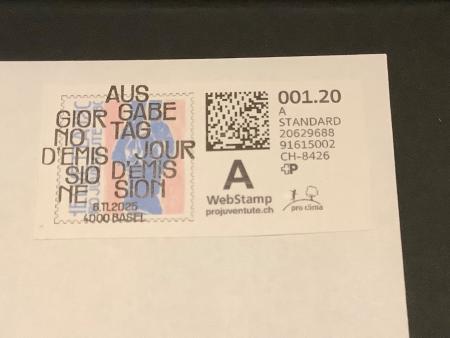 AUS
GABE
TAG
GIOR
NO
D'EMIS
SIO
NE
JOUR
D'ÉMIS
SION
6.11.2025
4000 BASEL
001.20
A
STANDARD
20629688
91615002
CH-8426
P
A
WebStamp
projuventute.ch
pro clima